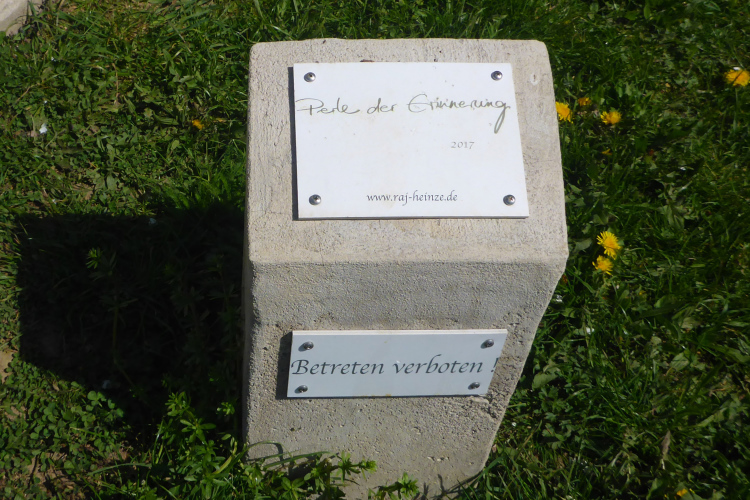 Perle der Erinnerung
2017
www.raj-heinze.de
Betreten verboten !